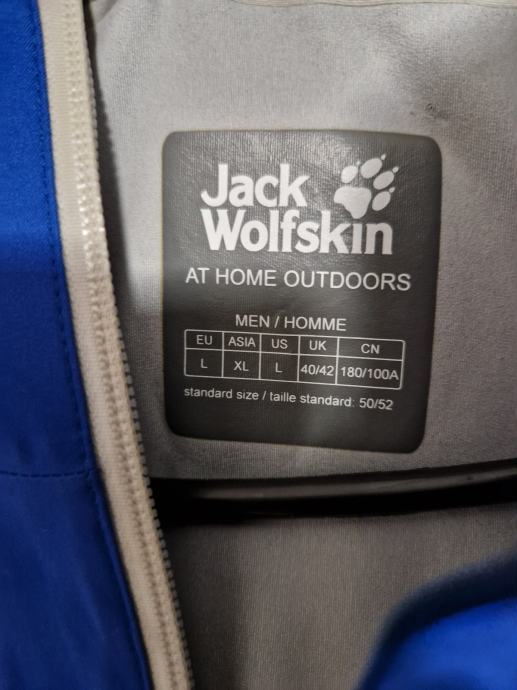 Jack
Wolfskin
AT HOME OUTDOORS
MEN / HOMME
EU ASIA US UK CN
L XL L 40/42 180/100A
standard size / taille standard: 50/52